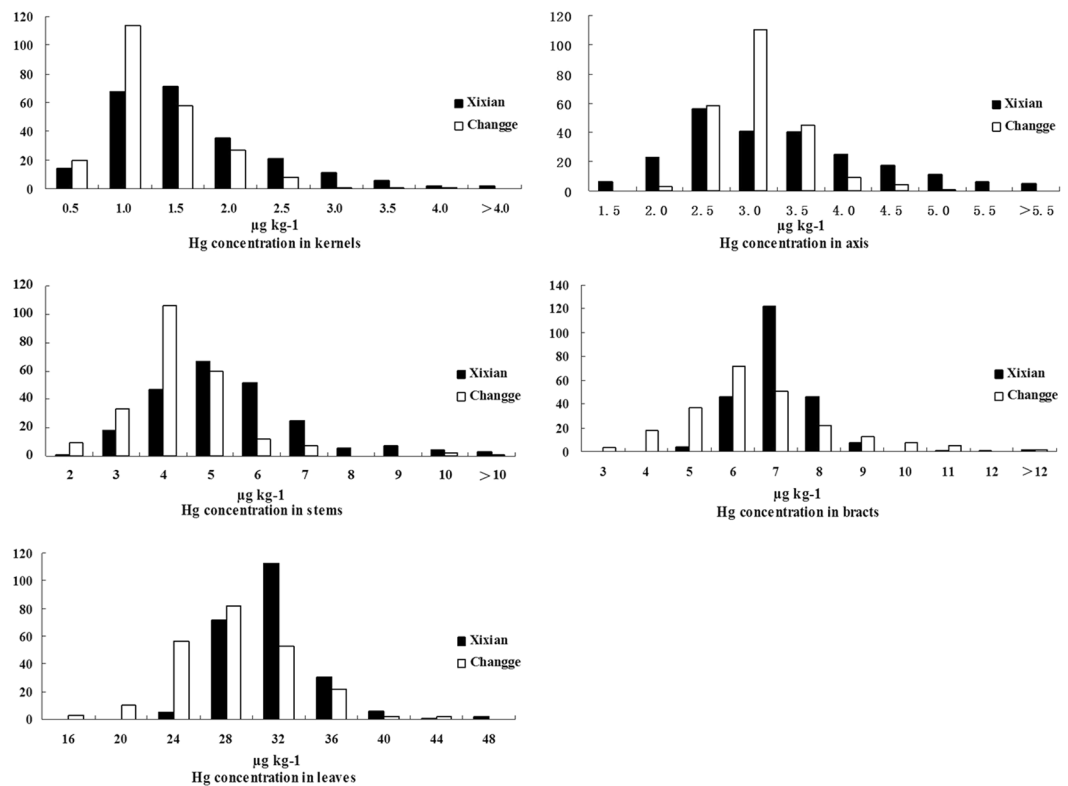 120
100
80
60
40
20
0
0.5 1.0 1.5 2.0 2.5 3.0 3.5 4.0 ＞4.0
µg kg-1
Hg concentration in kernels
Xixian
Changge
120
100
80
60
40
20
0
1.5 2.0 2.5 3.0 3.5 4.0 4.5 5.0 5.5 ＞5.5
µg kg-1
Hg concentration in axis
Xixian
Changge
120
100
80
60
40
20
0
2 3 4 5 6 7 8 9 10 ＞10
µg kg-1
Hg concentration in stems
Xixian
Changge
140
120
100
80
60
40
20
0
3 4 5 6 7 8 9 10 11 12 ＞12
µg kg-1
Hg concentration in bracts
Xixian
Changge
120
100
80
60
40
20
0
16 20 24 28 32 36 40 44 48
µg kg-1
Hg concentration in leaves
Xixian
Changge